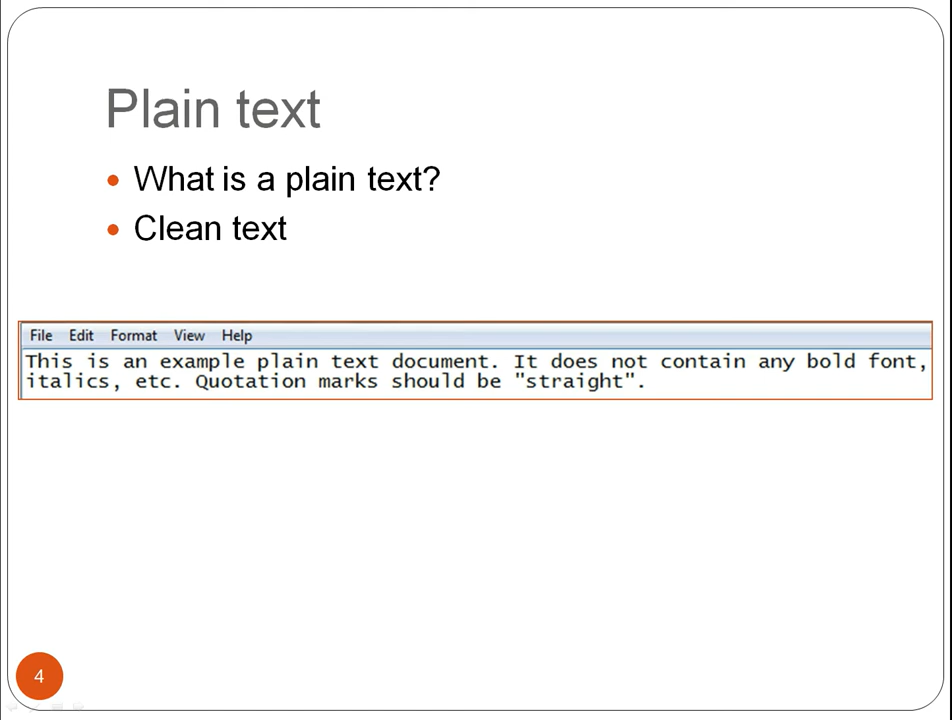 Plain text
What is a plain text?
Clean text
File Edit Format View Help
This is an example plain text document. It does not contain any bold font,
italics, etc. Quotation marks should be "straight".
4